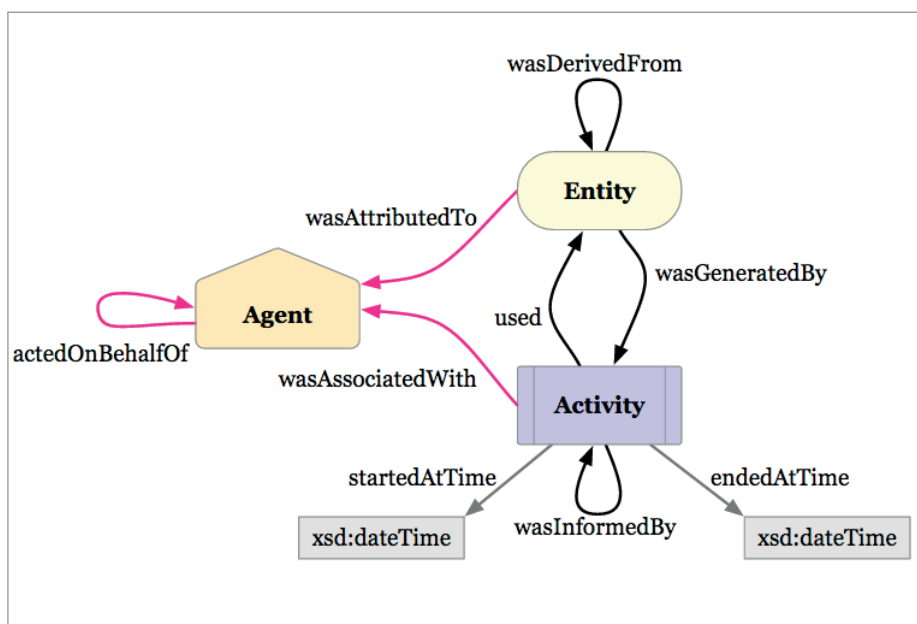 wasDerivedFrom
Entity
wasAttributedTo
wasGeneratedBy
Agent
used
actedOnBehalfOf
wasAssociatedWith
Activity
startedAtTime
endedAtTime
wasInformedBy
xsd:dateTime
xsd:dateTime